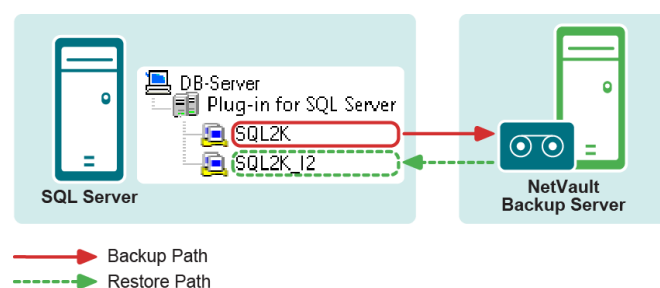 DB-Server
Plug-in for SQL Server
SQL2K
SQL2K_I2
SQL Server
NetVault
Backup Server
Backup Path
Restore Path